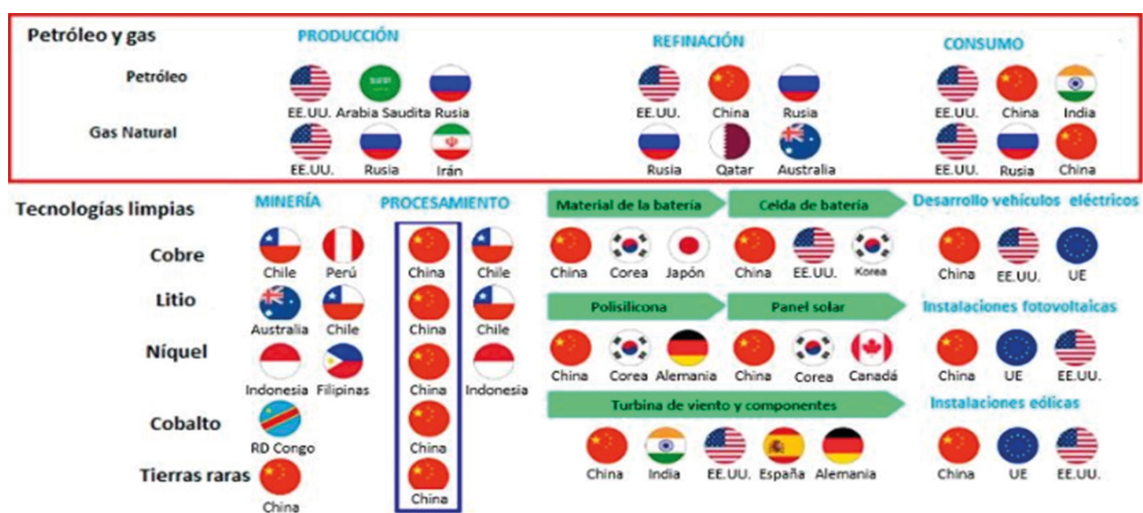 Petróleo y gas
PRODUCCIÓN REFINACIÓN CONSUMO
Petróleo
EE.UU. Arabia Saudita Rusia EE.UU. China Rusia EE.UU. China India
Gas Natural
EE.UU. Rusia Irán Rusia Qatar Australia EE.UU. Rusia China
Tecnologías limpias
MINERÍA PROCESAMIENTO Material de la batería Celda de batería Desarrollo vehículos eléctricos
Cobre
Chile Perú China Chile China Corea Japón China EE.UU. Korea China EE.UU. UE
Litio
Australia Chile China Chile
Polisilicona Panel solar Instalaciones fotovoltaicas
Níquel
Indonesia Filipinas China Indonesia China Corea Alemania China Corea Canadá China UE EE.UU.
Turbina de viento y componentes Instalaciones eólicas
Cobalto
RD Congo China
China India EE.UU. España Alemania China UE EE.UU.
Tierras raras
China China